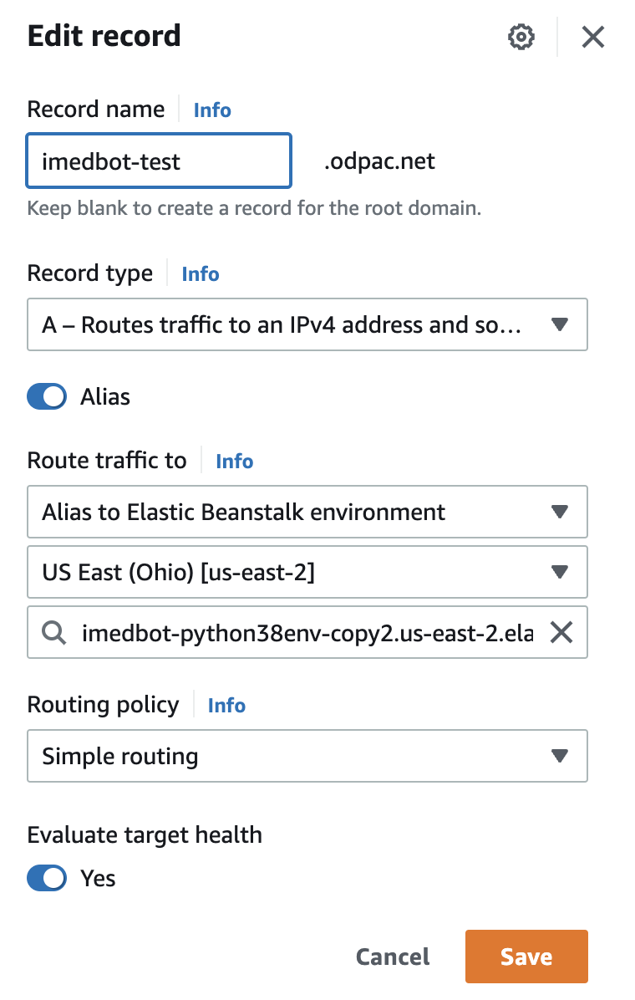 Edit record
Record name Info
imedbot-test .odpac.net
Keep blank to create a record for the root domain.
Record type Info
A – Routes traffic to an IPv4 address and so...
Alias
Route traffic to Info
Alias to Elastic Beanstalk environment
US East (Ohio) [us-east-2]
imedbot-python38env-copy2.us-east-2.ela
Routing policy Info
Simple routing
Evaluate target health
Yes
Cancel Save